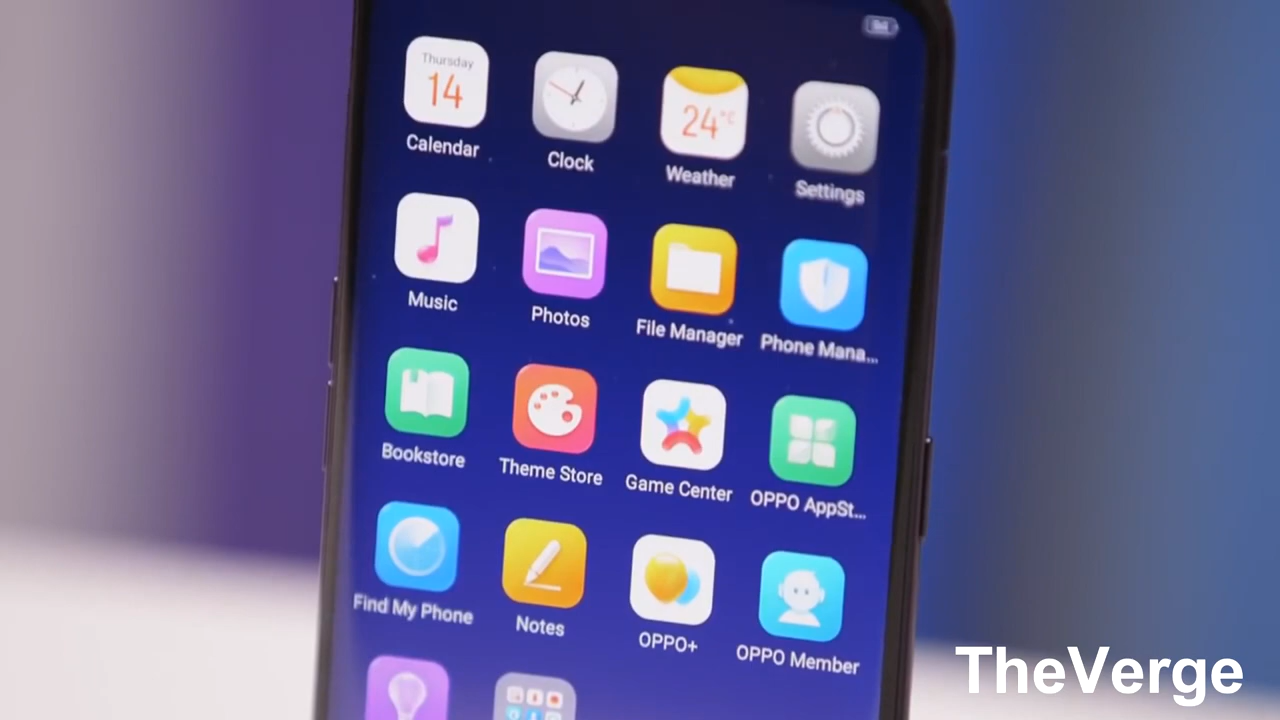 Thursday
14
Calendar
Clock
24°C
Weather
Settings
Music
Photos
File Manager
Phone Mana...
Bookstore
Theme Store
Game Center
OPPO AppSt...
Find My Phone
Notes
OPPO+
OPPO Member
TheVerge